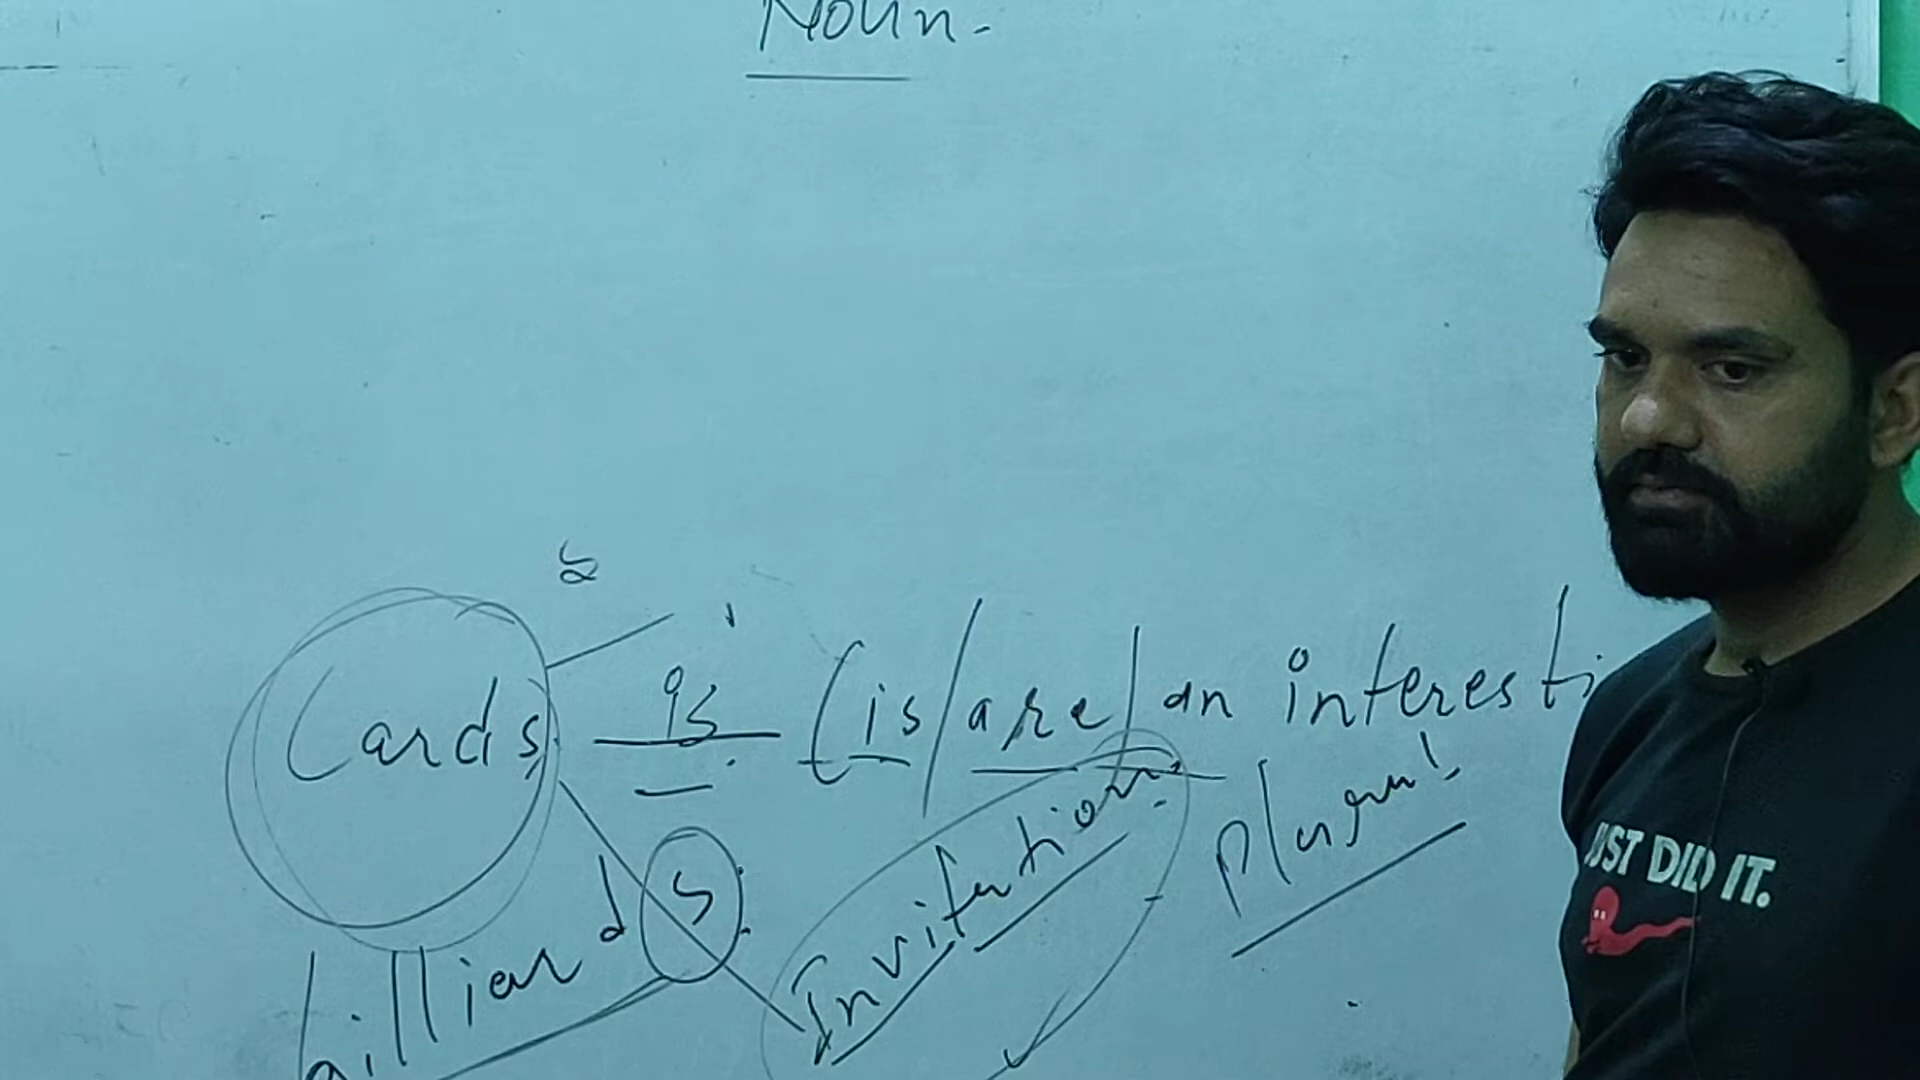 Noun.
Cards is (is/are) an interesti
Plural
Invitation
billiards
JUST DID IT.